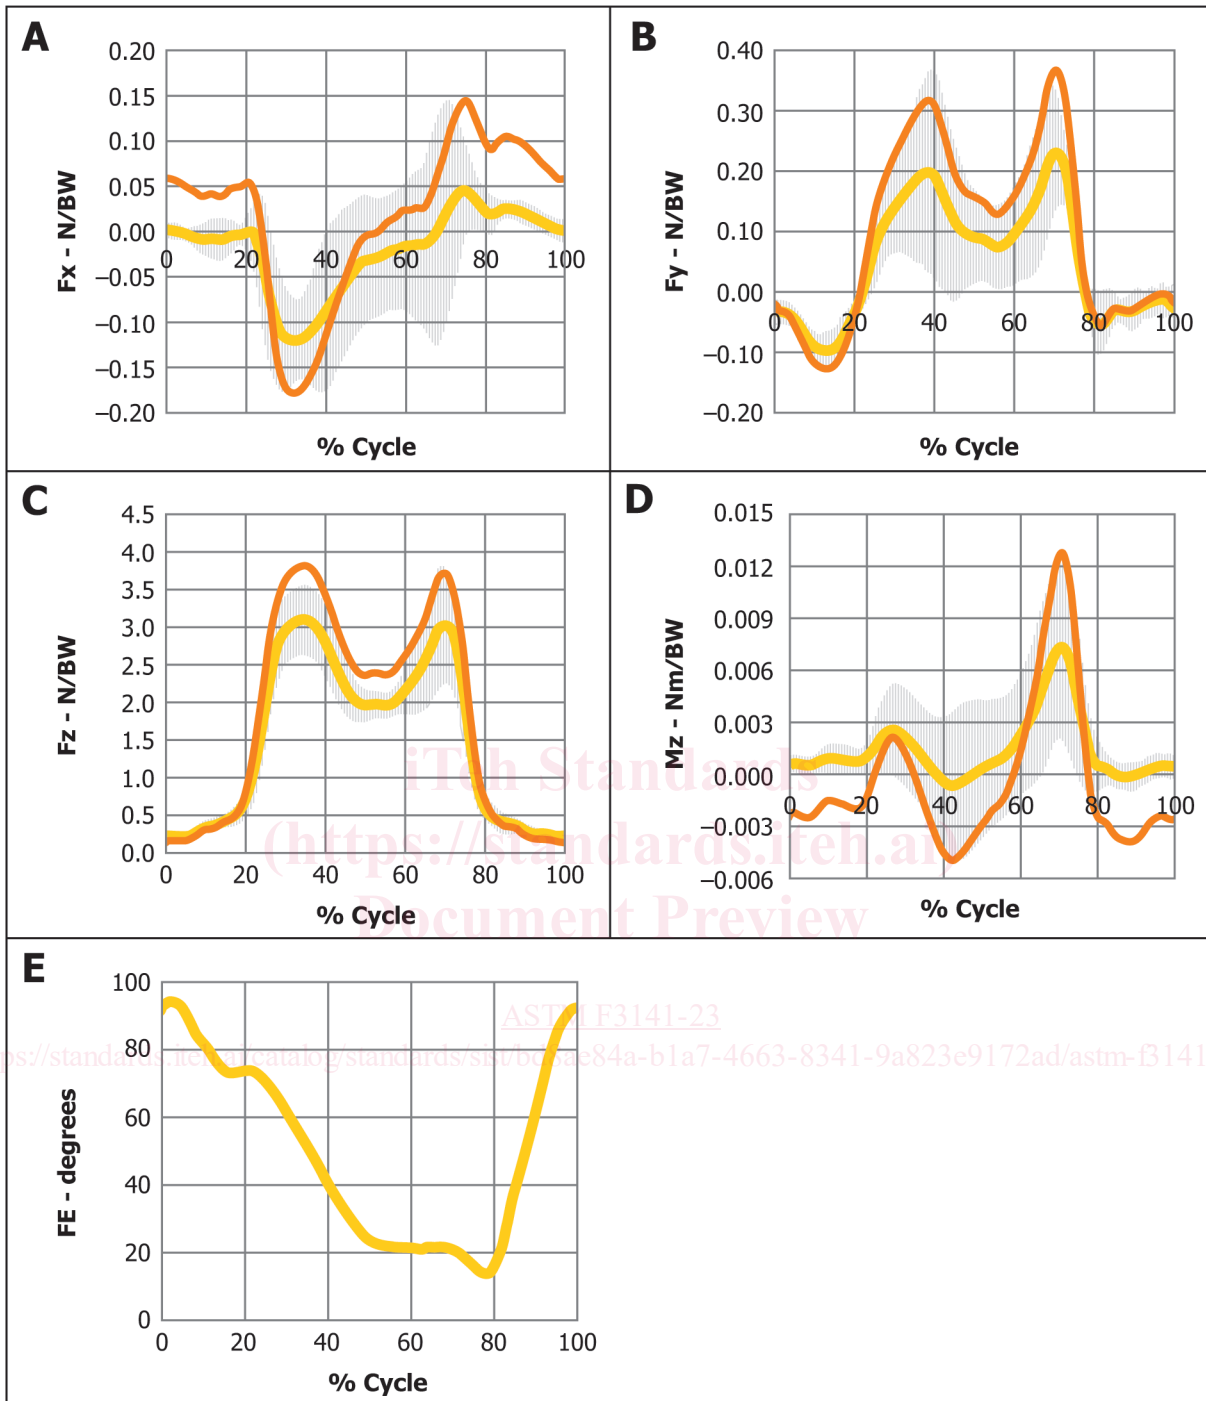 A
0.20
0.15
0.10
0.05
0.00
–0.05
–0.10
–0.15
–0.20
Fx - N/BW
0 20 40 60 80 100
% Cycle
B
0.40
0.30
0.20
0.10
0.00
–0.10
–0.20
Fy - N/BW
0 20 40 60 80 100
% Cycle
C
4.5
4.0
3.5
3.0
2.5
2.0
1.5
1.0
0.5
0.0
Fz - N/BW
0 20 40 60 80 100
% Cycle
D
0.015
0.012
0.009
0.006
0.003
0.000
–0.003
–0.006
Mz - Nm/BW
0 20 40 60 80 100
% Cycle
iTeh Standards
(https://standards.iteh.ai)
Document Preview
E
100
80
60
40
20
0
FE - degrees
0 20 40 60 80 100
% Cycle
ASTM F3141-23